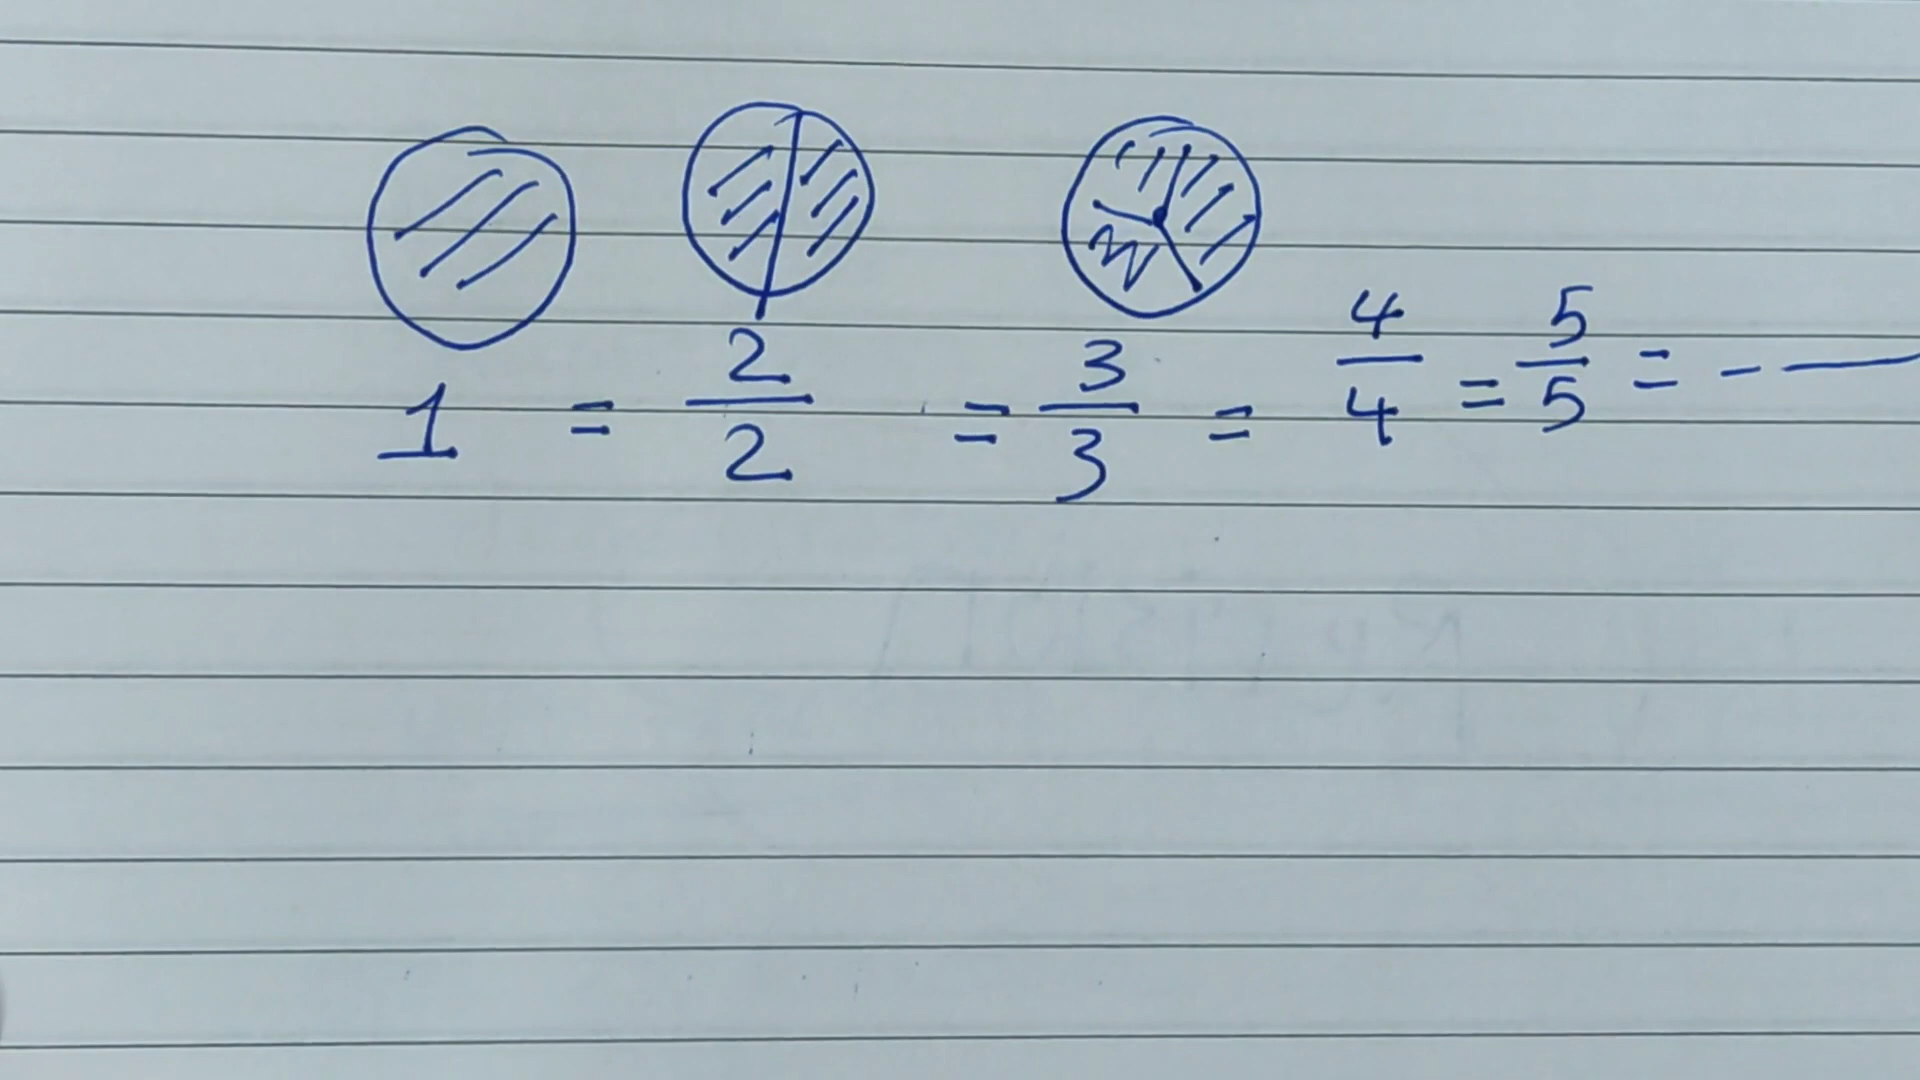 1 = 2/2 = 3/3 = 4/4 = 5/5 = - —